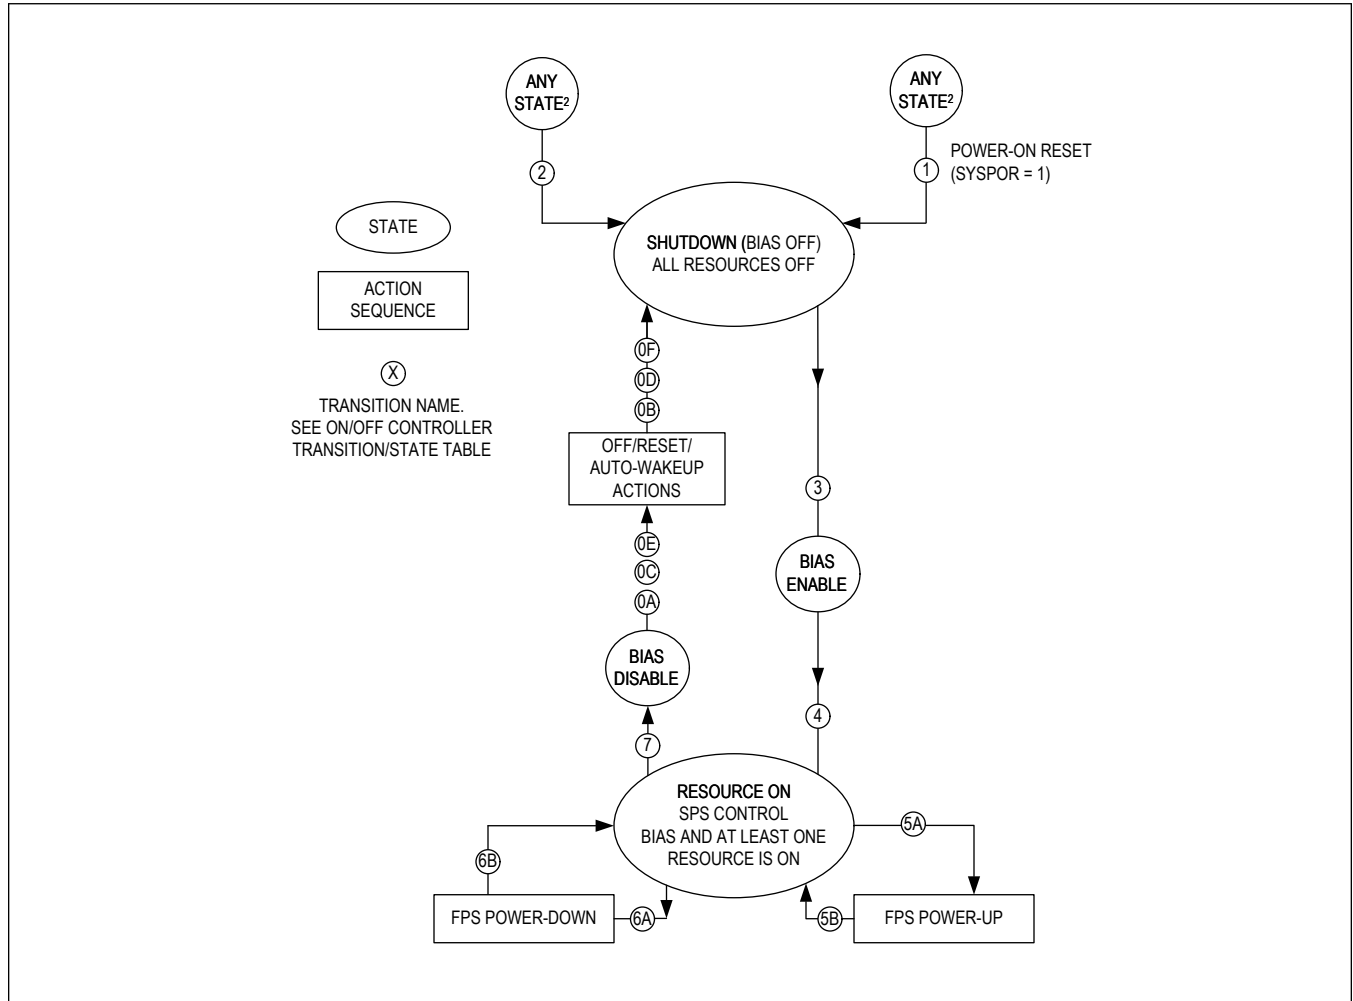 ANY
STATE²
ANY
STATE²
2
1
POWER-ON RESET
(SYSPOR = 1)
STATE
SHUTDOWN (BIAS OFF)
ALL RESOURCES OFF
ACTION
SEQUENCE
X
TRANSITION NAME.
SEE ON/OFF CONTROLLER
TRANSITION/STATE TABLE
0F
0D
0B
OFF/RESET/
AUTO-WAKEUP
ACTIONS
3
0E
0C
0A
BIAS
ENABLE
BIAS
DISABLE
7
4
RESOURCE ON
SPS CONTROL
BIAS AND AT LEAST ONE
RESOURCE IS ON
5A
6B
FPS POWER-DOWN
6A
5B
FPS POWER-UP